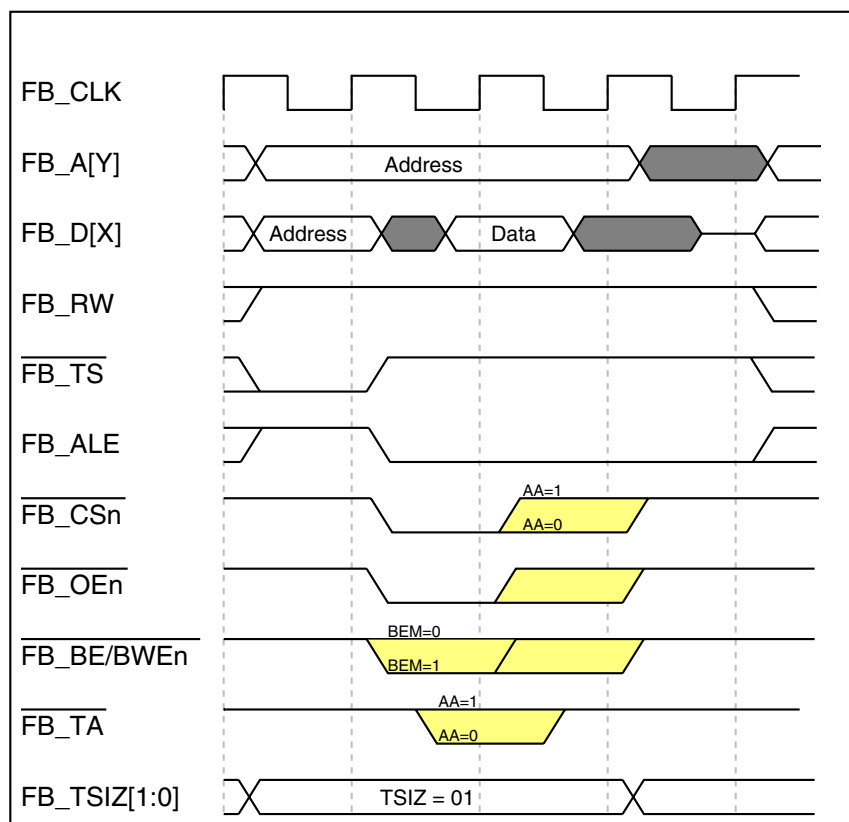 FB_CLK
FB_A[Y]
Address
FB_D[X]
Address
Data
FB_RW
FB_TS
FB_ALE
FB_CSn
AA=1
AA=0
FB_OEn
FB_BE/BWEn
BEM=0
BEM=1
FB_TA
AA=1
AA=0
FB_TSIZ[1:0]
TSIZ = 01